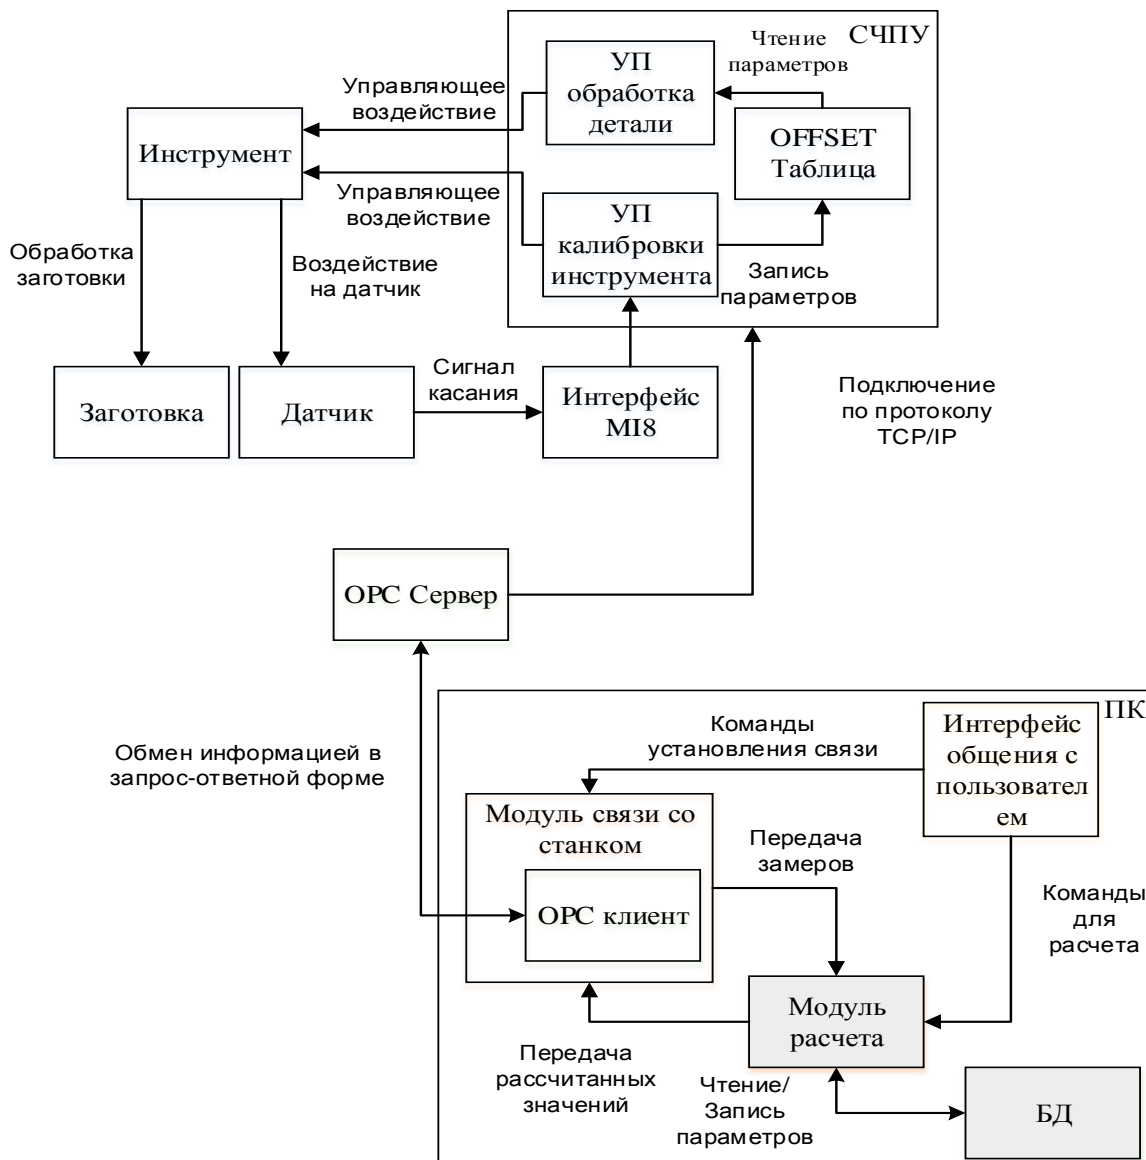 СЧПУ
Чтение
параметров
УП
обработка
детали
Управляющее
воздействие
Инструмент
OFFSET
Таблица
Управляющее
воздействие
УП
калибровки
инструмента
Обработка
заготовки
Воздействие
на датчик
Запись
параметров
Сигнал
касания
Заготовка
Датчик
Интерфейс
MI8
Подключение
по протоколу
TCP/IP
OPC Сервер
ПК
Команды
установления связи
Интерфейс
общения с
пользовател
ем
Обмен информацией в
запрос-ответной форме
Модуль связи со
станком
Передача
замеров
OPC клиент
Команды
для
расчета
Модуль
расчета
Передача
рассчитанных
значений
Чтение/
Запись
параметров
БД